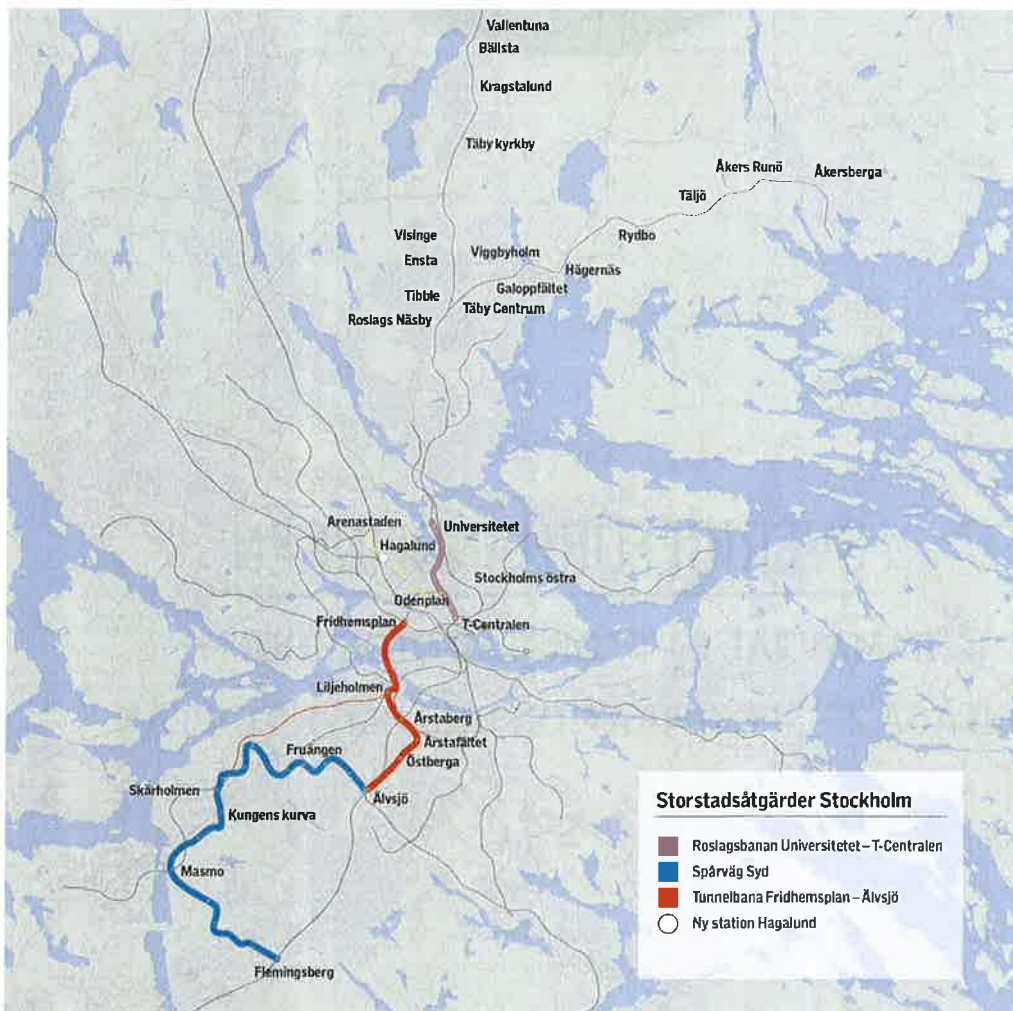 Vallentuna
Bällsta
Kragstalund
Täby kyrkby
Åkers Runö
Åkersberga
Täljö
Rydbo
Visinge
Ensta
Viggbyholm
Hägernäs
Galoppfältet
Tibble
Täby Centrum
Roslags Näsby
Arenastaden
Universitetet
Hagalund
Stockholms östra
Odenplan
Fridhemsplan
T-Centralen
Liljeholmen
Årstaberg
Årstafältet
Östberga
Fruängen
Skärholmen
Älvsjö
Kungens kurva
Masmo
Flemingsberg
Storstadsåtgärder Stockholm
Roslagsbanan Universitetet – T-Centralen
Spårväg Syd
Tunnelbana Fridhemsplan – Älvsjö
Ny station Hagalund